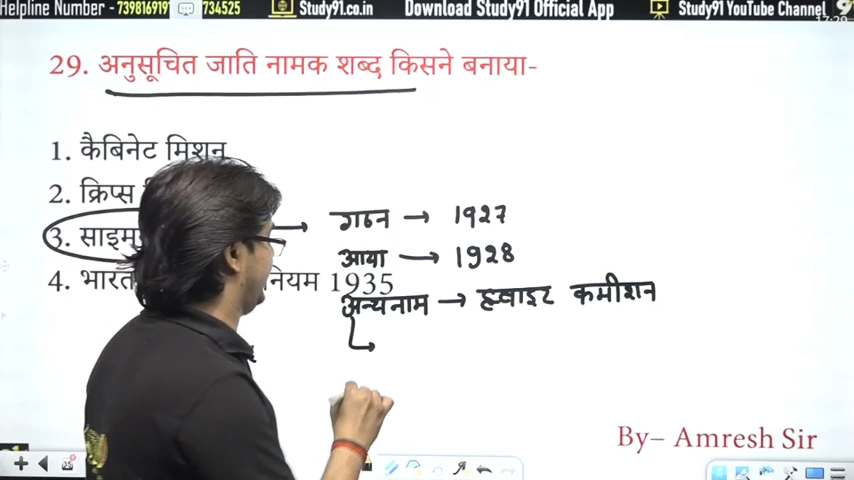 Helpline Number - 7398169191 734525 Study91.co.in Download Study91 Official App Study91 YouTube Channel
17:29
29. अनुसूचित जाति नामक शब्द किसने बनाया-
1. कैबिनेट मिशन
2. क्रिप्स
3. साइम
गठन → 1927
आया → 1928
4. भारत नियम 1935
अन्यनाम → ह्वाइट कमीशन
By– Amresh Sir